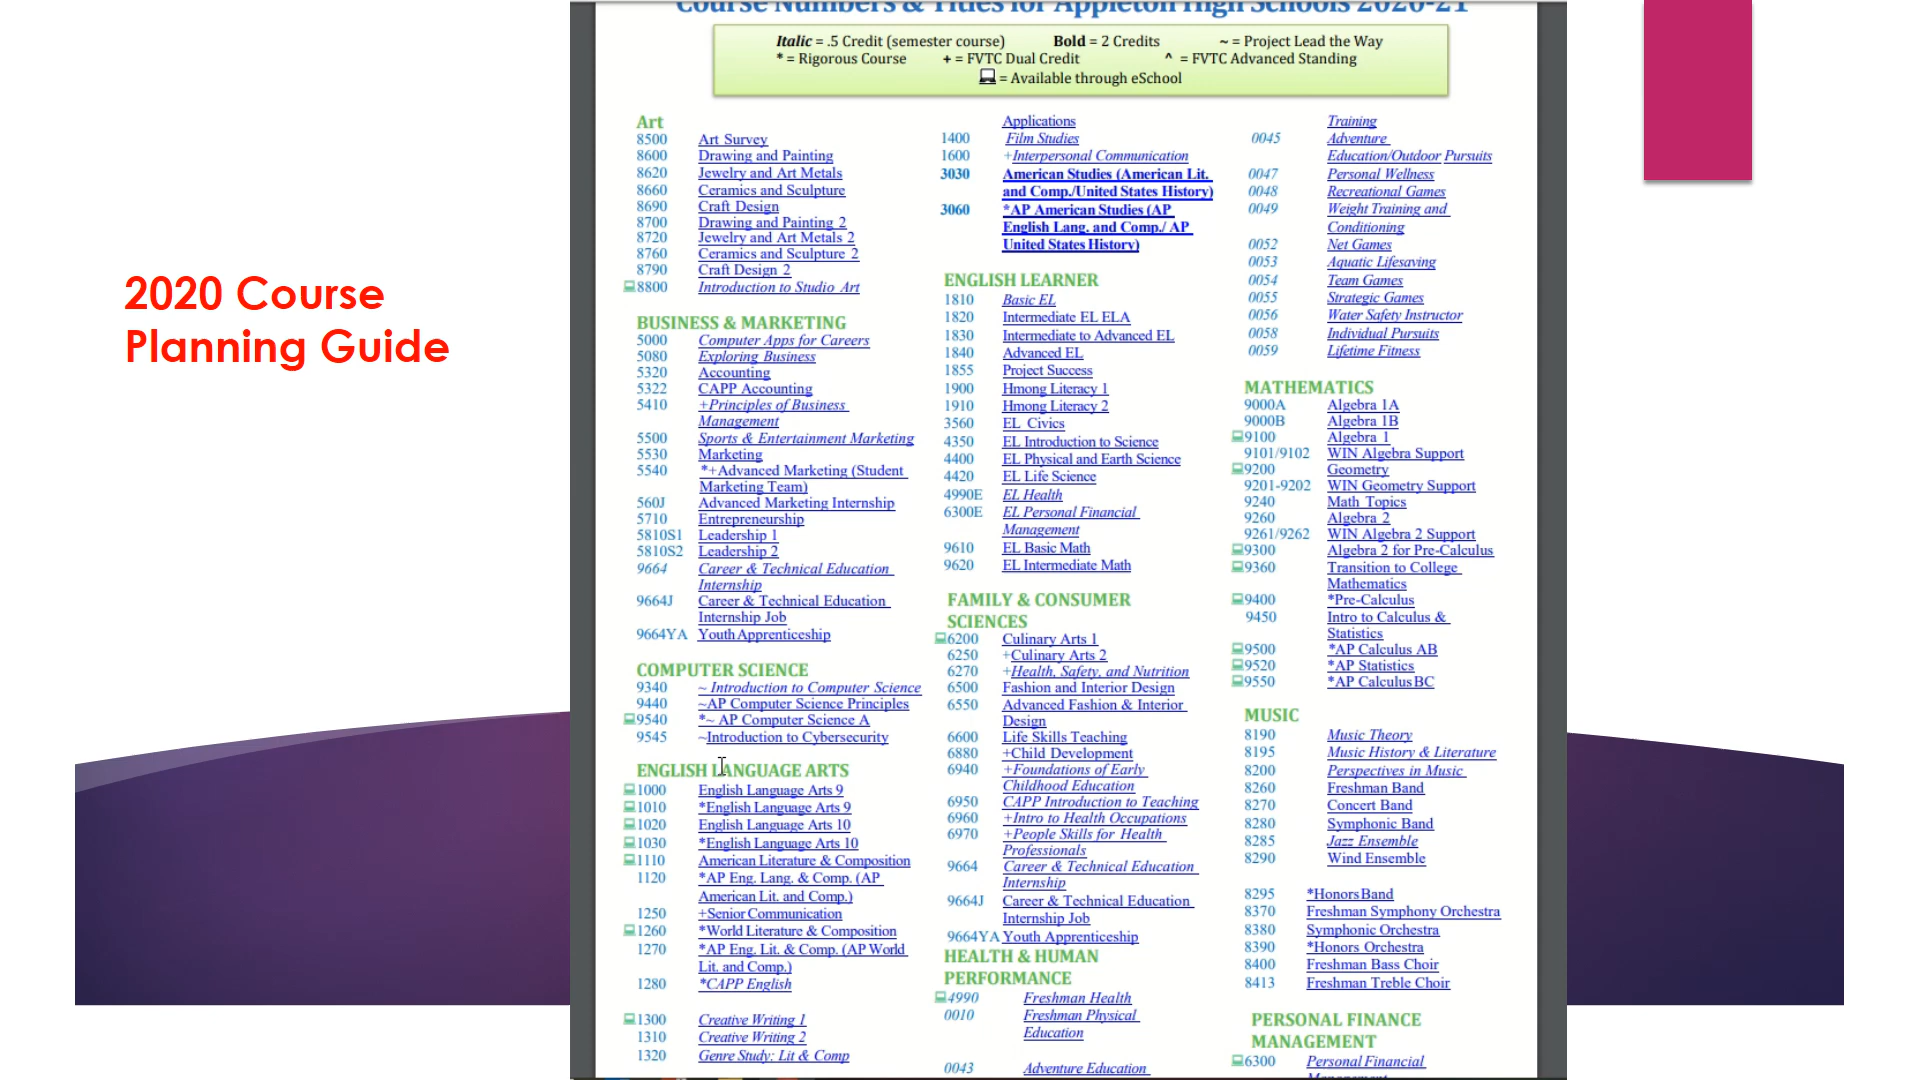 2020 Course
Planning Guide
Course Numbers & Titles for Appleton High Schools 2020-21
Italic = .5 Credit (semester course) Bold = 2 Credits ~ = Project Lead the Way
* = Rigorous Course + = FVTC Dual Credit ^ = FVTC Advanced Standing
= Available through eSchool
Art
8500 Art Survey
8600 Drawing and Painting
8620 Jewelry and Art Metals
8660 Ceramics and Sculpture
8690 Craft Design
8700 Drawing and Painting 2
8720 Jewelry and Art Metals 2
8760 Ceramics and Sculpture 2
8790 Craft Design 2
8800 Introduction to Studio Art
BUSINESS & MARKETING
5000 Computer Apps for Careers
5080 Exploring Business
5320 Accounting
5322 CAPP Accounting
5410 +Principles of Business
Management
5500 Sports & Entertainment Marketing
5530 Marketing
5540 *+Advanced Marketing (Student
Marketing Team)
560J Advanced Marketing Internship
5710 Entrepreneurship
5810S1 Leadership 1
5810S2 Leadership 2
9664 Career & Technical Education
Internship
9664J Career & Technical Education
Internship Job
9664YA Youth Apprenticeship
COMPUTER SCIENCE
9340 ~ Introduction to Computer Science
9440 ~AP Computer Science Principles
9540 *~ AP Computer Science A
9545 ~Introduction to Cybersecurity
ENGLISH LANGUAGE ARTS
1000 English Language Arts 9
1010 *English Language Arts 9
1020 English Language Arts 10
1030 *English Language Arts 10
1110 American Literature & Composition
1120 *AP Eng. Lang. & Comp. (AP
American Lit. and Comp.)
1250 +Senior Communication
1260 *World Literature & Composition
1270 *AP Eng. Lit. & Comp. (AP World
Lit. and Comp.)
1280 *CAPP English
1300 Creative Writing 1
1310 Creative Writing 2
1320 Genre Study: Lit & Comp
Applications
1400 Film Studies
1600 +Interpersonal Communication
3030 American Studies (American Lit.
and Comp./United States History)
3060 *AP American Studies (AP
English Lang. and Comp./ AP
United States History)
ENGLISH LEARNER
1810 Basic EL
1820 Intermediate EL ELA
1830 Intermediate to Advanced EL
1840 Advanced EL
1855 Project Success
1900 Hmong Literacy 1
1910 Hmong Literacy 2
3560 EL Civics
4350 EL Introduction to Science
4400 EL Physical and Earth Science
4420 EL Life Science
4990E EL Health
6300E EL Personal Financial
Management
9610 EL Basic Math
9620 EL Intermediate Math
FAMILY & CONSUMER
SCIENCES
6200 Culinary Arts 1
6250 +Culinary Arts 2
6270 +Health, Safety, and Nutrition
6500 Fashion and Interior Design
6550 Advanced Fashion & Interior
Design
6600 Life Skills Teaching
6880 +Child Development
6940 +Foundations of Early
Childhood Education
6950 CAPP Introduction to Teaching
6960 +Intro to Health Occupations
6970 +People Skills for Health
Professionals
9664 Career & Technical Education
Internship
9664J Career & Technical Education
Internship Job
9664YA Youth Apprenticeship
HEALTH & HUMAN
PERFORMANCE
4990 Freshman Health
0010 Freshman Physical
Education
0043 Adventure Education
Training
0045 Adventure
Education/Outdoor Pursuits
0047 Personal Wellness
0048 Recreational Games
0049 Weight Training and
Conditioning
0052 Net Games
0053 Aquatic Lifesaving
0054 Team Games
0055 Strategic Games
0056 Water Safety Instructor
0058 Individual Pursuits
0059 Lifetime Fitness
MATHEMATICS
9000A Algebra 1A
9000B Algebra 1B
9100 Algebra 1
9101/9102 WIN Algebra Support
9200 Geometry
9201-9202 WIN Geometry Support
9240 Math Topics
9260 Algebra 2
9261/9262 WIN Algebra 2 Support
9300 Algebra 2 for Pre-Calculus
9360 Transition to College
Mathematics
9400 *Pre-Calculus
9450 Intro to Calculus &
Statistics
9500 *AP Calculus AB
9520 *AP Statistics
9550 *AP Calculus BC
MUSIC
8190 Music Theory
8195 Music History & Literature
8200 Perspectives in Music
8260 Freshman Band
8270 Concert Band
8280 Symphonic Band
8285 Jazz Ensemble
8290 Wind Ensemble
8295 *Honors Band
8370 Freshman Symphony Orchestra
8380 Symphonic Orchestra
8390 *Honors Orchestra
8400 Freshman Bass Choir
8413 Freshman Treble Choir
PERSONAL FINANCE
MANAGEMENT
6300 Personal Financial
Management